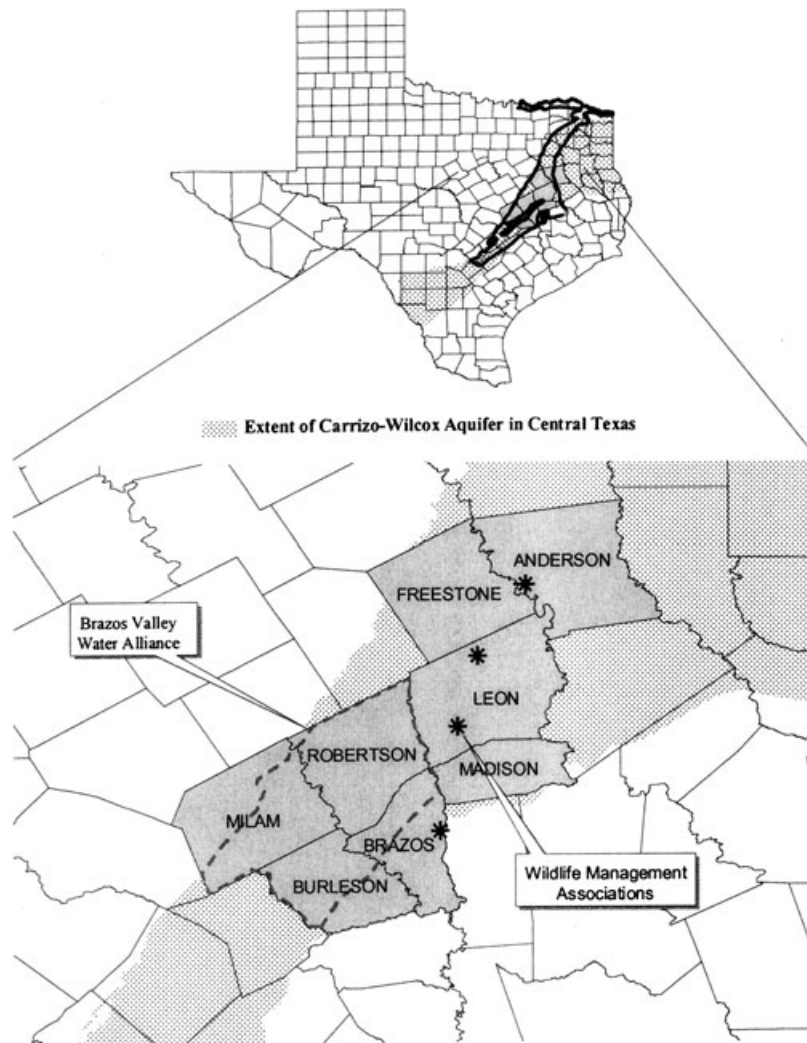 Extent of Carrizo-Wilcox Aquifer in Central Texas
ANDERSON
FREESTONE
Brazos Valley
Water Alliance
LEON
ROBERTSON
MADISON
MILAM
BRAZOS
Wildlife Management
Associations
BURLESON